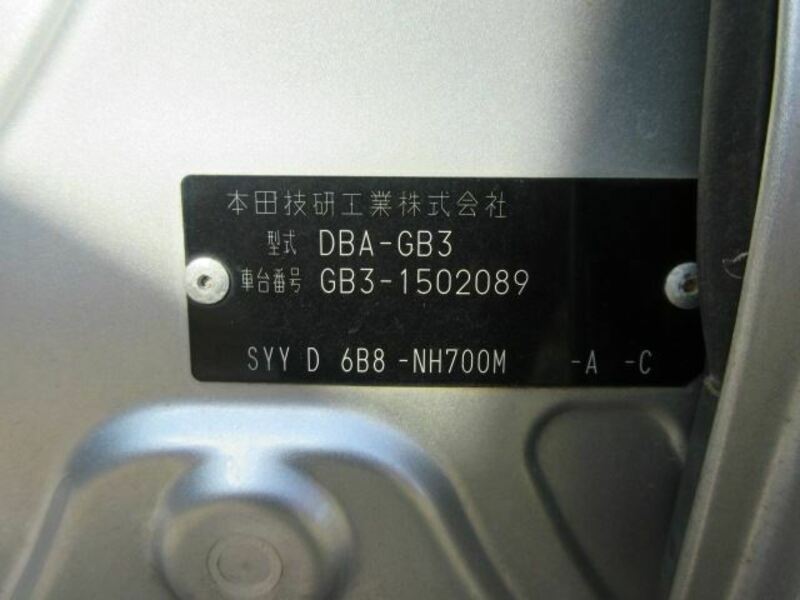 本田技研工業株式会社
型式 DBA-GB3
車台番号 GB3-1502089
SYY D 6B8 -NH700M -A -C